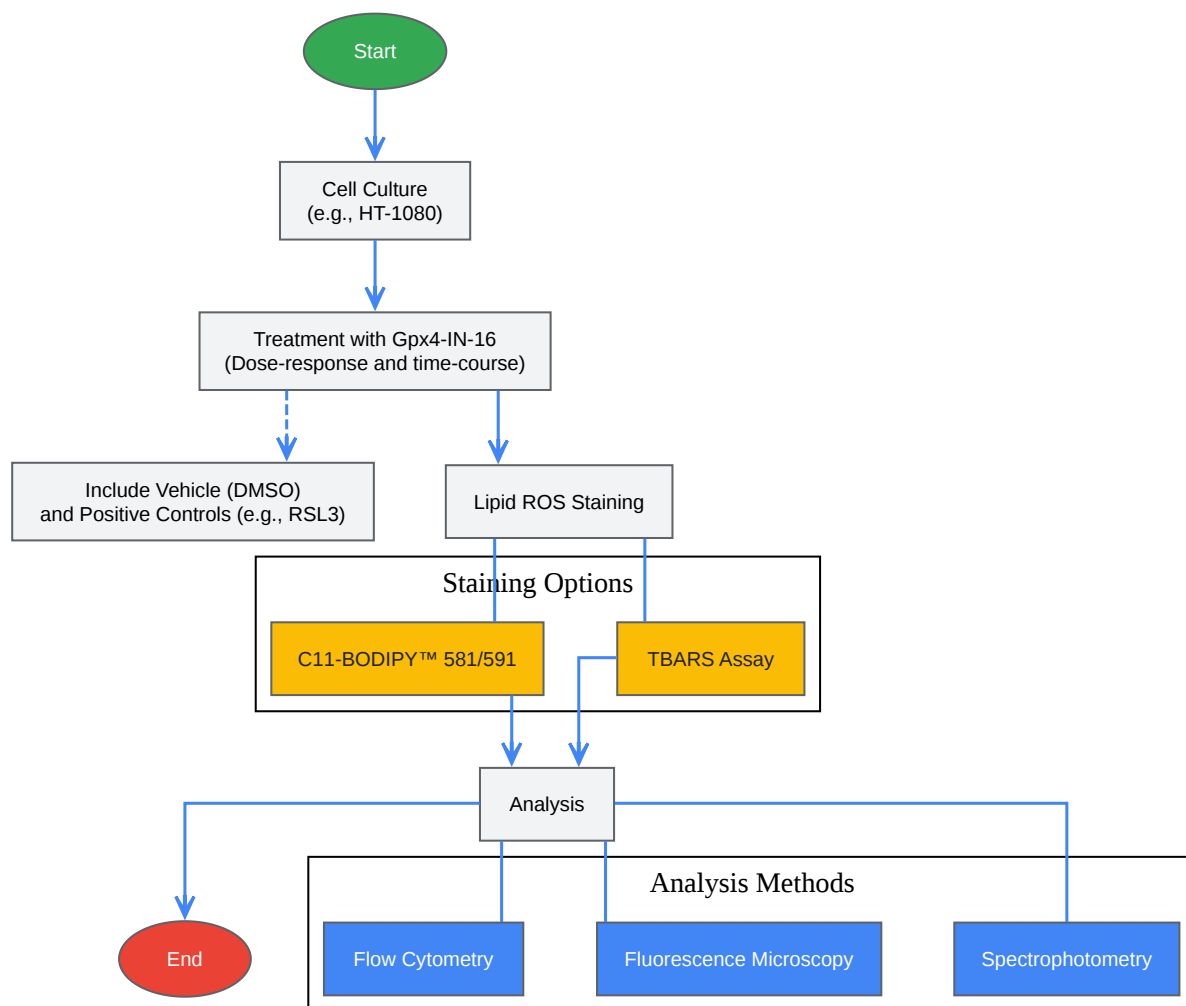 Start
Cell Culture
(e.g., HT-1080)
Treatment with Gpx4-IN-16
(Dose-response and time-course)
Include Vehicle (DMSO)
and Positive Controls (e.g., RSL3)
Lipid ROS Staining
Staining Options
C11-BODIPY™ 581/591
TBARS Assay
Analysis
Analysis Methods
End
Flow Cytometry
Fluorescence Microscopy
Spectrophotometry